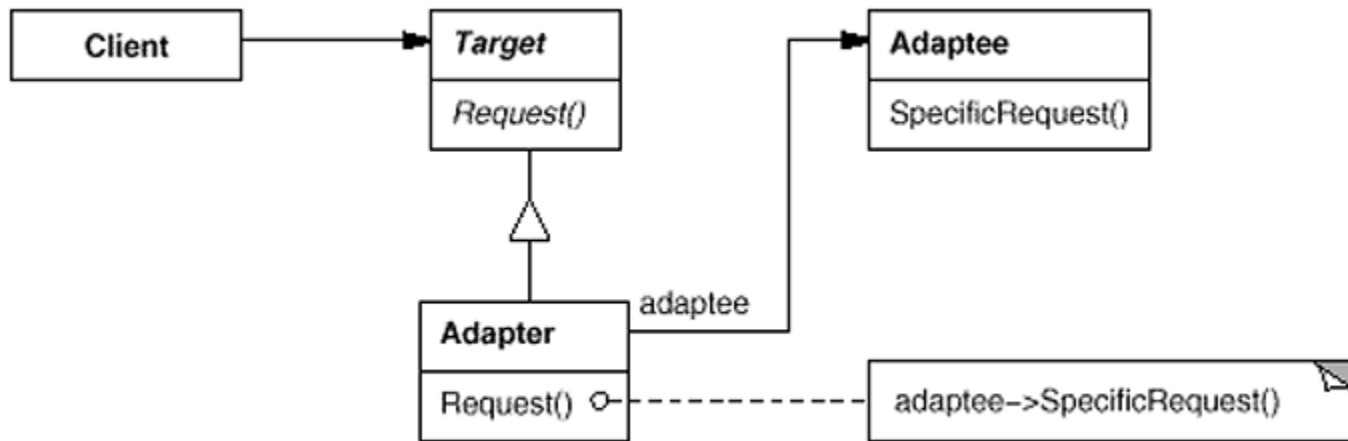 Client
Target
Request()
Adaptee
SpecificRequest()
adaptee
Adapter
Request()
adaptee->SpecificRequest()